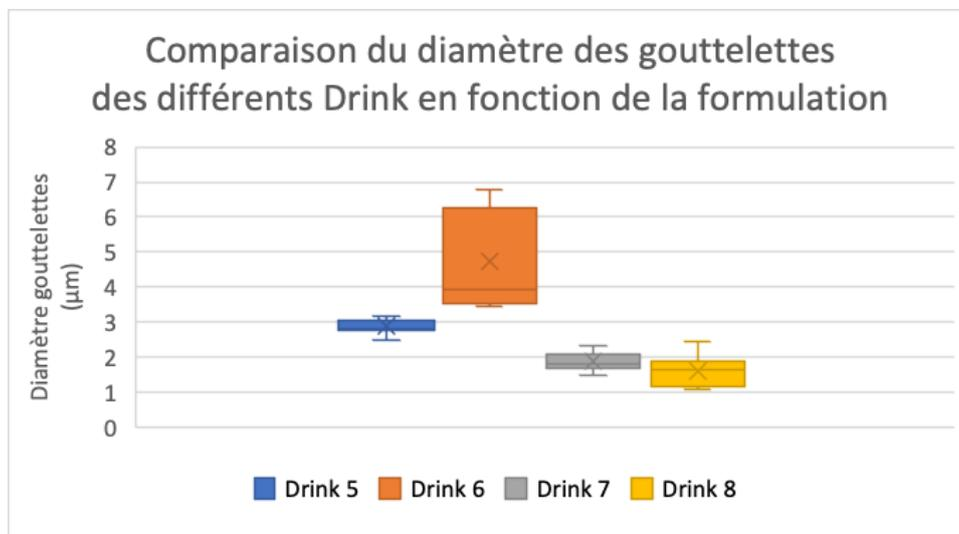 Comparaison du diamètre des gouttelettes
des différents Drink en fonction de la formulation
8
7
6
5
4
3
2
1
0
Diamètre gouttelettes
(µm)
Drink 5 Drink 6 Drink 7 Drink 8